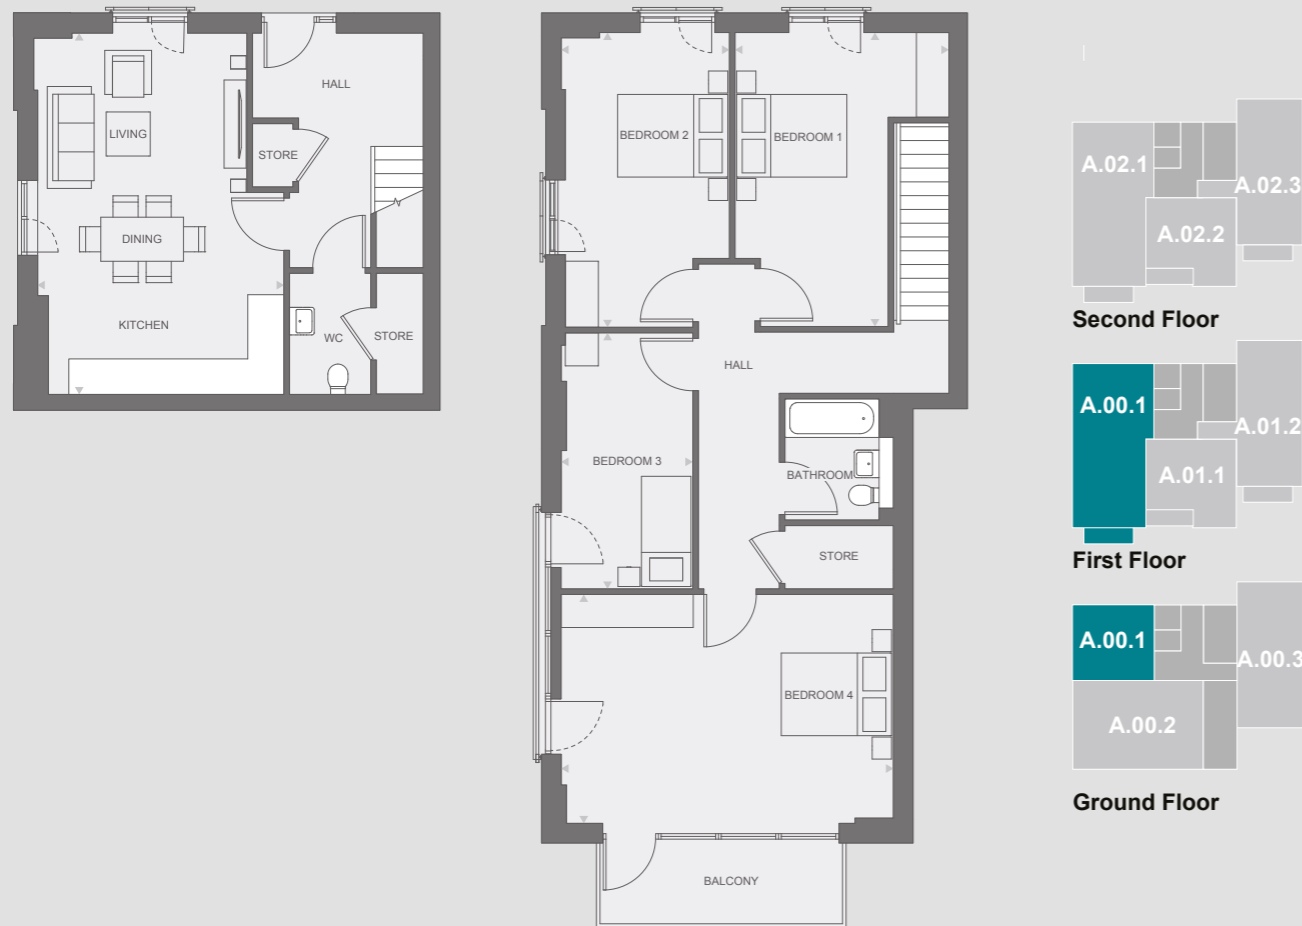 HALL
LIVING
STORE
DINING
KITCHEN
WC
STORE
BEDROOM 2
BEDROOM 1
HALL
BEDROOM 3
BATHROOM
STORE
BEDROOM 4
BALCONY
A.02.1
A.02.3
A.02.2
Second Floor
A.00.1
A.01.2
A.01.1
First Floor
A.00.1
A.00.3
A.00.2
Ground Floor